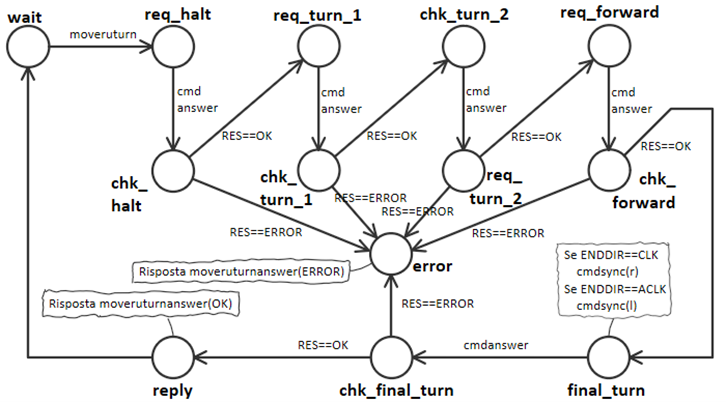 wait
req_halt
req_turn_1
chk_turn_2
req_forward
moveruturn
cmd
answer
cmd
answer
cmd
answer
cmd
answer
RES==OK
RES==OK
RES==OK
RES==OK
chk_
halt
chk_
turn_1
req_
turn_2
chk_
forward
RES==ERROR
RES==ERROR
RES==ERROR
RES==ERROR
error
Risposta moveruturnanswer(ERROR)
Se ENDDIR==CLK
cmdsync(r)
Se ENDDIR==ACLK
cmdsync(l)
Risposta moveruturnanswer(OK)
RES==ERROR
RES==OK
cmdanswer
reply
chk_final_turn
final_turn